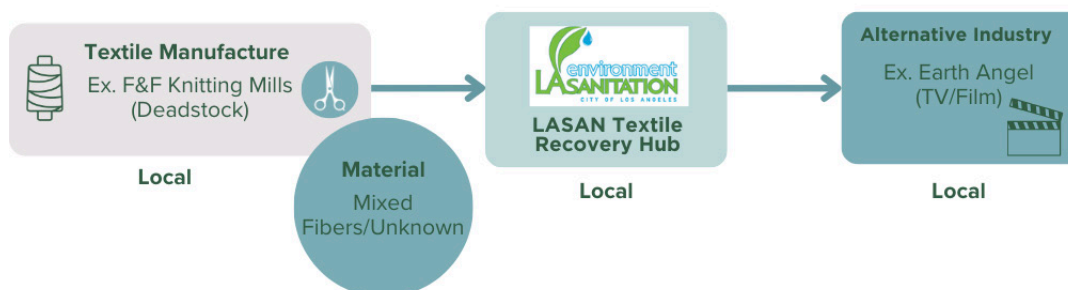 Textile Manufacture
Ex. F&F Knitting Mills
(Deadstock)
Local
Material
Mixed
Fibers/Unknown
environment
LASANITATION
CITY OF LOS ANGELES
LASAN Textile
Recovery Hub
Local
Alternative Industry
Ex. Earth Angel
(TV/Film)
Local